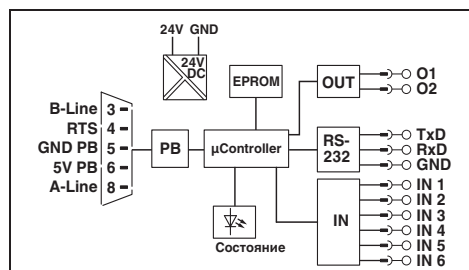 24V GND
24V
DC
EPROM
OUT
O1
O2
B-Line 3
RTS 4
GND PB 5
5V PB 6
A-Line 8
PB
µController
RS-
232
TxD
RxD
GND
IN
IN 1
IN 2
IN 3
IN 4
IN 5
IN 6
Состояние